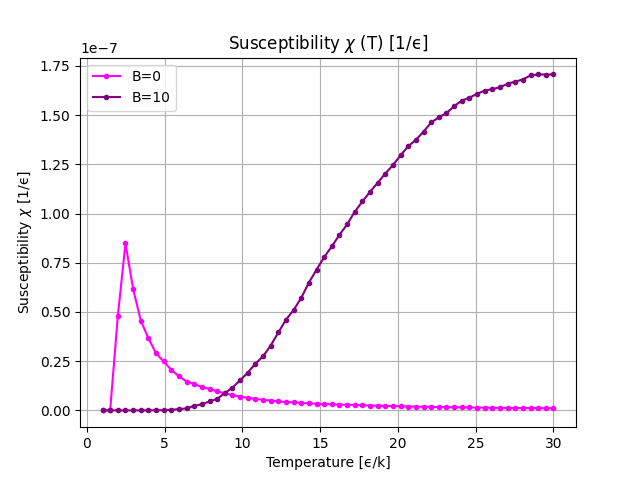 Susceptibility χ (T) [1/ϵ]
1e−7
B=0
B=10
1.75
1.50
1.25
1.00
0.75
0.50
0.25
0.00
Susceptibility χ [1/ϵ]
0 5 10 15 20 25 30
Temperature [ϵ/k]